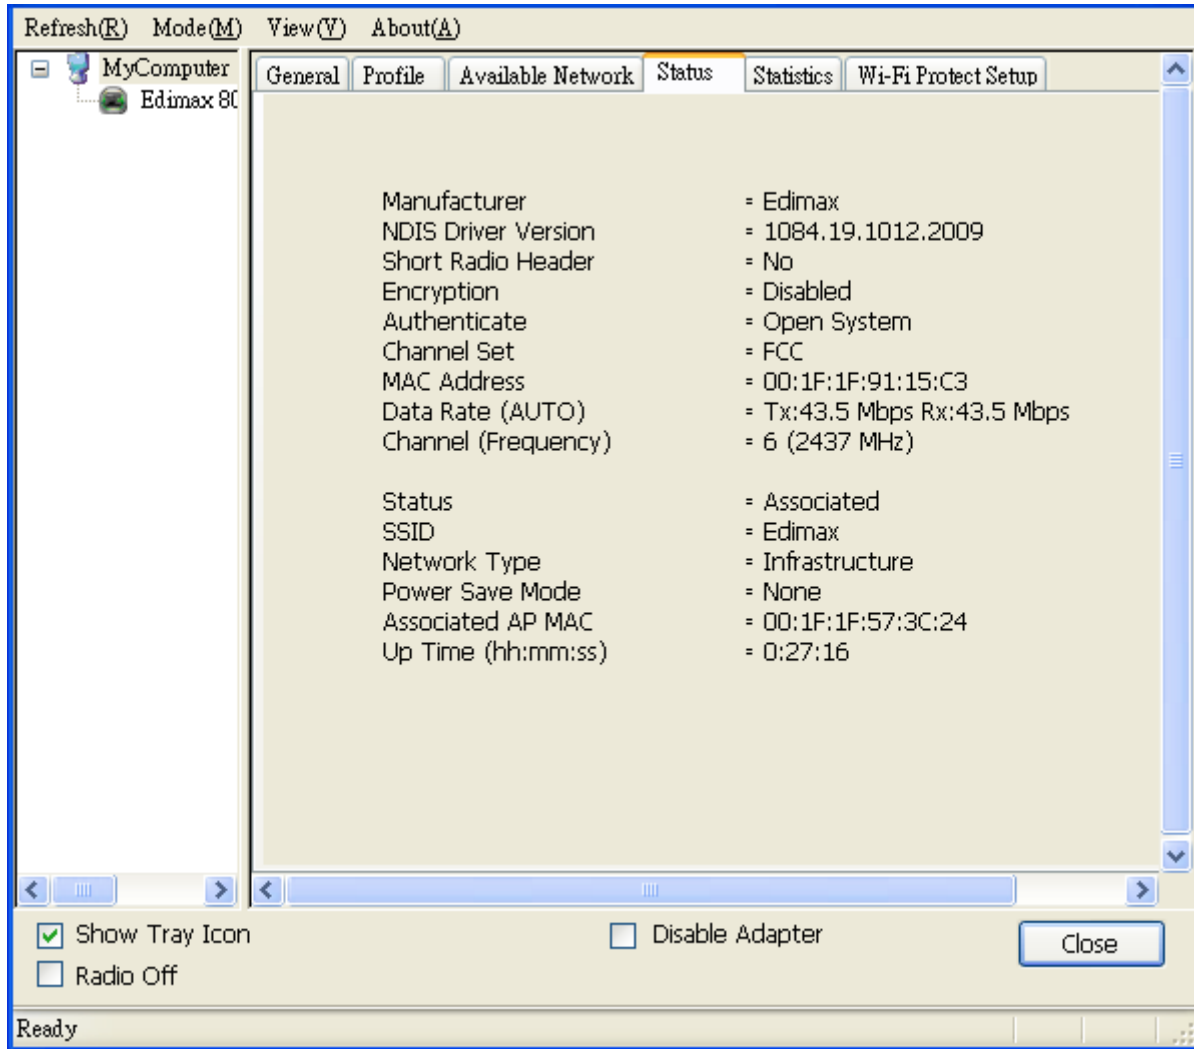 Refresh(R) Mode(M) View(V) About(A)
MyComputer
Edimax 80
General Profile Available Network Status Statistics Wi-Fi Protect Setup
Manufacturer = Edimax
NDIS Driver Version = 1084.19.1012.2009
Short Radio Header = No
Encryption = Disabled
Authenticate = Open System
Channel Set = FCC
MAC Address = 00:1F:1F:91:15:C3
Data Rate (AUTO) = Tx:43.5 Mbps Rx:43.5 Mbps
Channel (Frequency) = 6 (2437 MHz)
Status = Associated
SSID = Edimax
Network Type = Infrastructure
Power Save Mode = None
Associated AP MAC = 00:1F:1F:57:3C:24
Up Time (hh:mm:ss) = 0:27:16
Show Tray Icon Disable Adapter Close
Radio Off
Ready